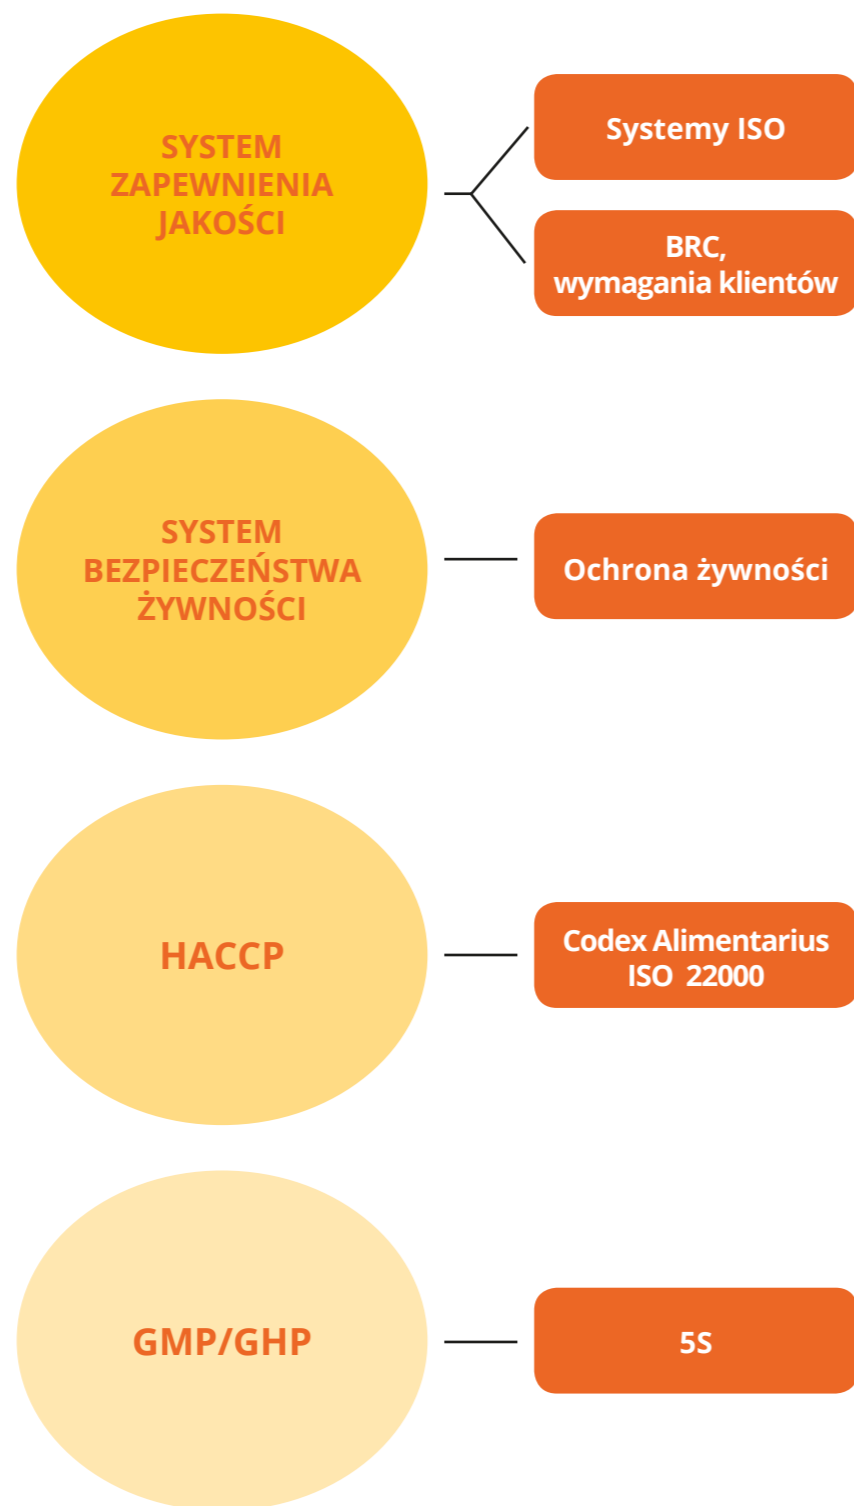 SYSTEM
ZAPEWNIENIA
JAKOŚCI
Systemy ISO
BRC,
wymagania klientów
SYSTEM
BEZPIECZEŃSTWA
ŻYWNOŚCI
Ochrona żywności
HACCP
Codex Alimentarius
ISO 22000
GMP/GHP
5S